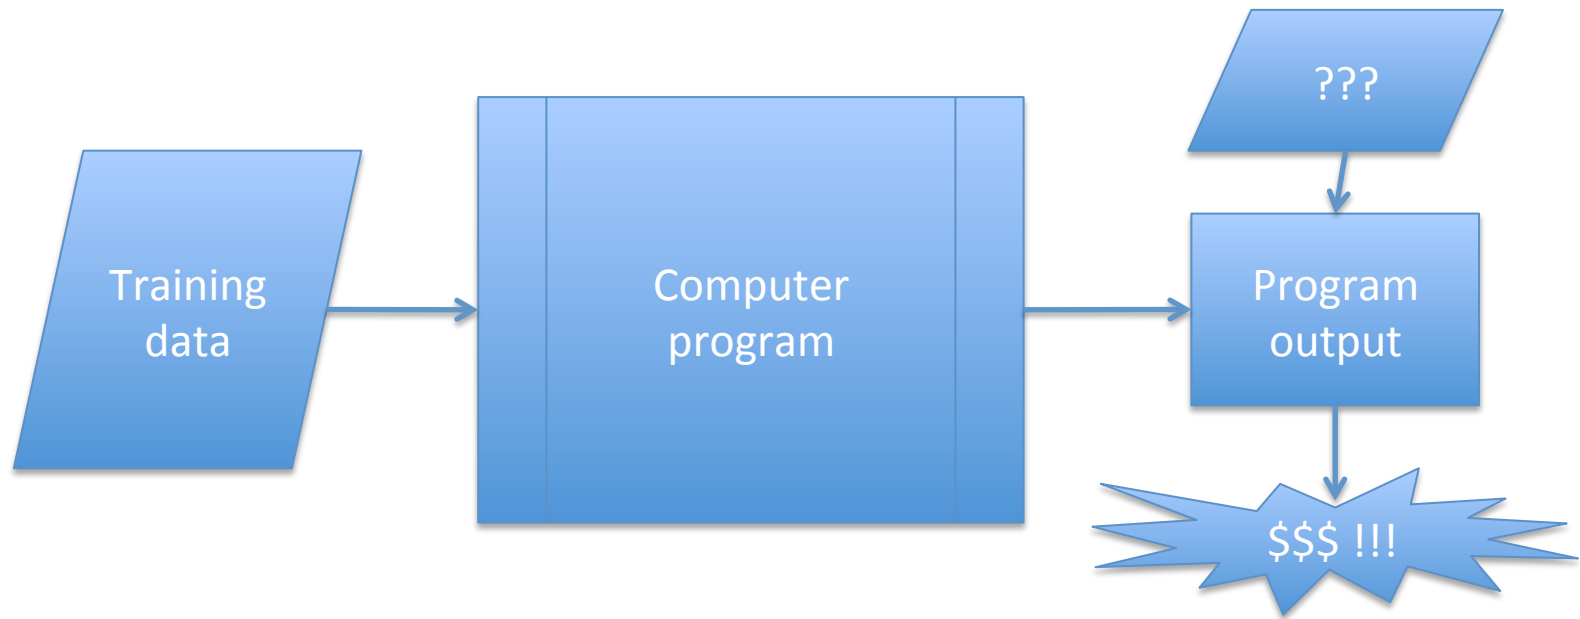 ???
Training
data
Computer
program
Program
output
$$$ !!!